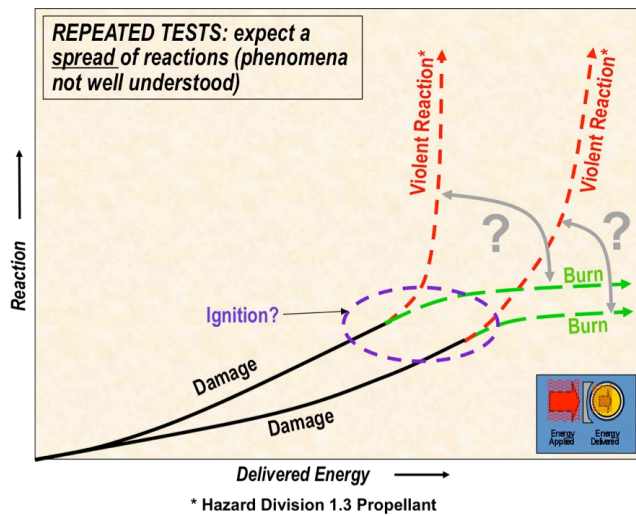 REPEATED TESTS: expect a
spread of reactions (phenomena
not well understood)
Violent Reaction*
Violent Reaction*
?
?
Burn
Burn
Ignition?
Damage
Damage
Reaction
Energy
Applied
Energy
Delivered
Delivered Energy
* Hazard Division 1.3 Propellant